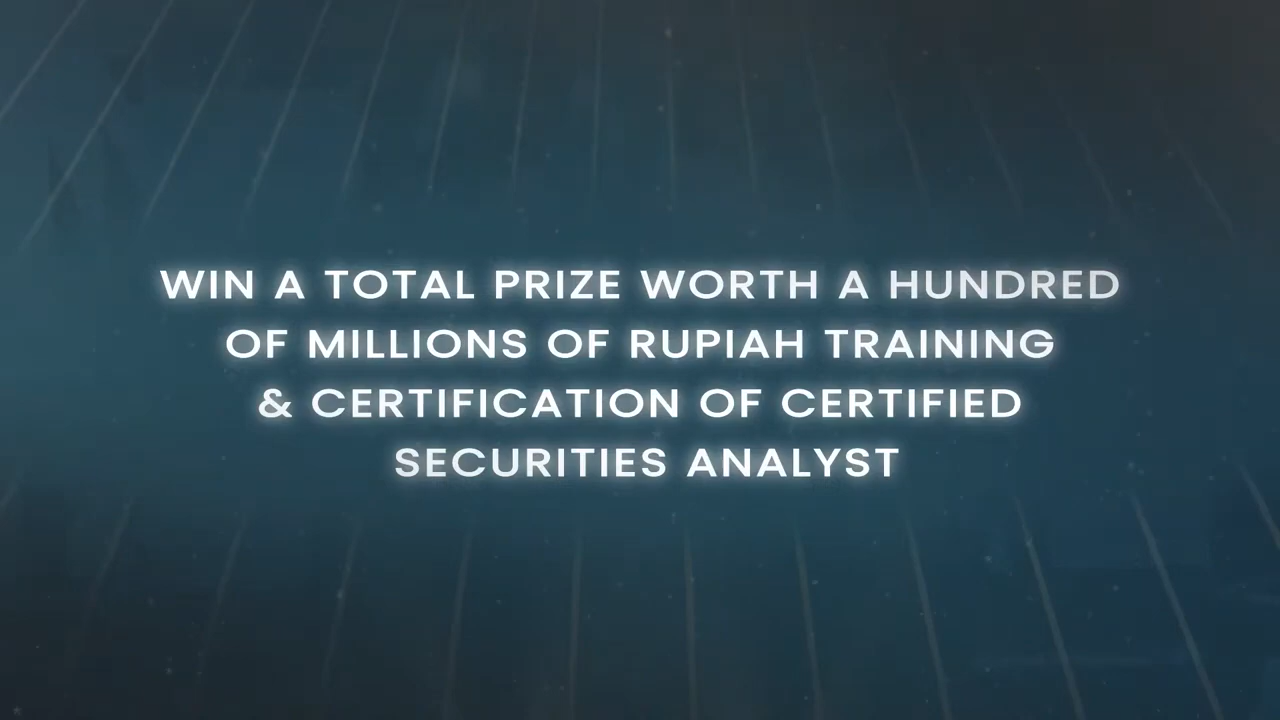 WIN A TOTAL PRIZE WORTH A HUNDRED
OF MILLIONS OF RUPIAH TRAINING
& CERTIFICATION OF CERTIFIED
SECURITIES ANALYST